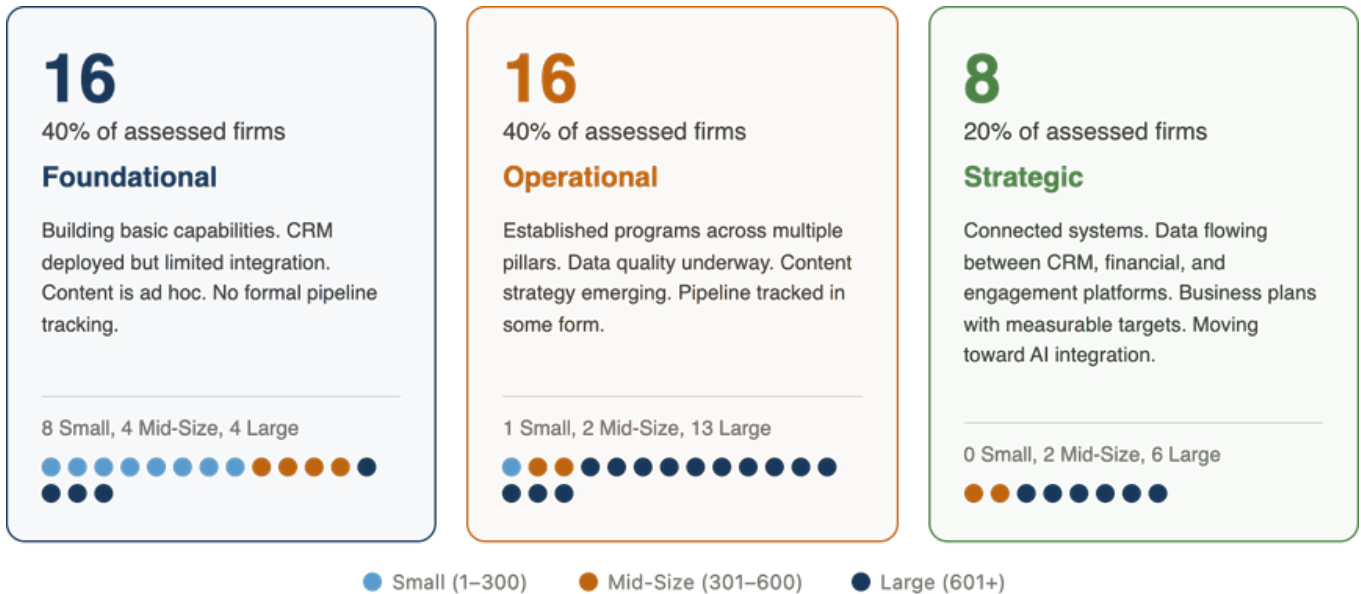 16
40% of assessed firms
Foundational
Building basic capabilities. CRM
deployed but limited integration.
Content is ad hoc. No formal pipeline
tracking.
8 Small, 4 Mid-Size, 4 Large
16
40% of assessed firms
Operational
Established programs across multiple
pillars. Data quality underway. Content
strategy emerging. Pipeline tracked in
some form.
1 Small, 2 Mid-Size, 13 Large
8
20% of assessed firms
Strategic
Connected systems. Data flowing
between CRM, financial, and
engagement platforms. Business plans
with measurable targets. Moving
toward AI integration.
0 Small, 2 Mid-Size, 6 Large
Small (1–300)
Mid-Size (301–600)
Large (601+)